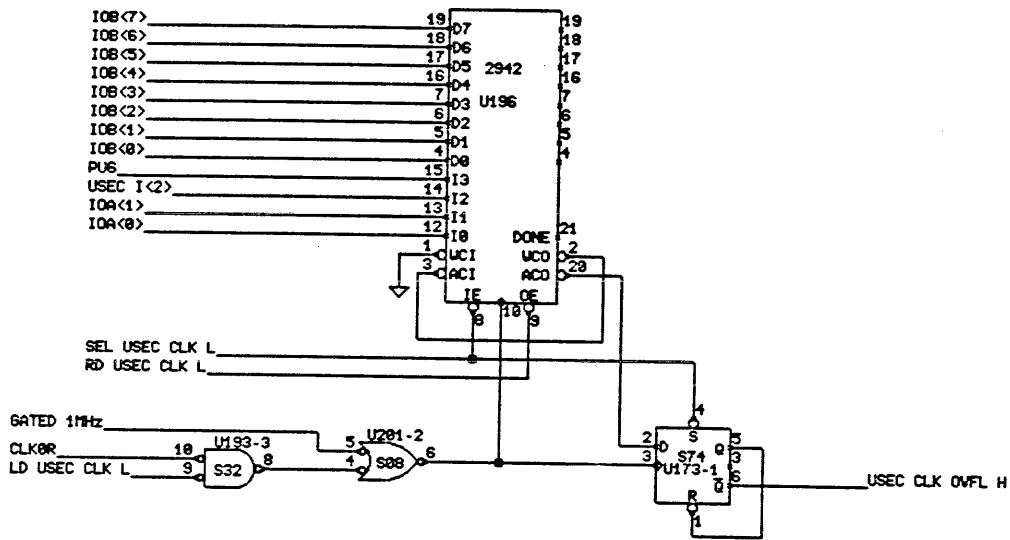 IOB<7> 19 D7 19
IOB<6> 18 D6 18
IOB<5> 17 D5 2942 17
IOB<4> 16 D4 16
IOB<3> 7 D3 U196 7
IOB<2> 6 D2 6
IOB<1> 5 D1 5
IOB<0> 4 D0 4
PU6 15 I3
USEC I<2> 14 I2
IOA<1> 13 I1
IOA<0> 12 I0 DONE 21
1 WCI WCO 2
3 ACI ACO 20
IE 10 OE
8 9
SEL USEC CLK L
RD USEC CLK L
GATED 1MHz
4
CLK0R 10 U193-3 5 U201-2 6 2 D S Q 5
LD USEC CLK L 9 S32 8 4 S08 3 S74 3
U173-1 Q 6 USEC CLK OVFL H
R
1